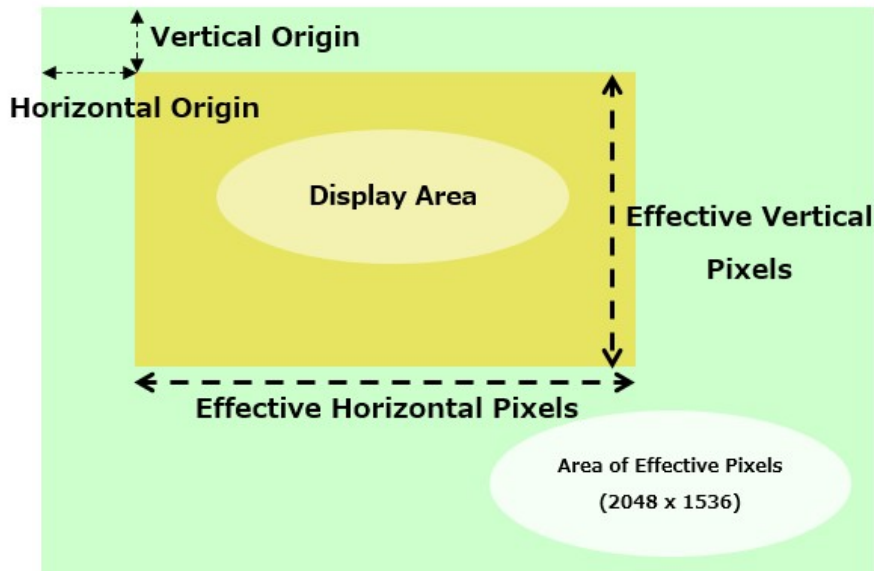 Vertical Origin
Horizontal Origin
Display Area
Effective Vertical
Pixels
Effective Horizontal Pixels
Area of Effective Pixels
(2048 x 1536)